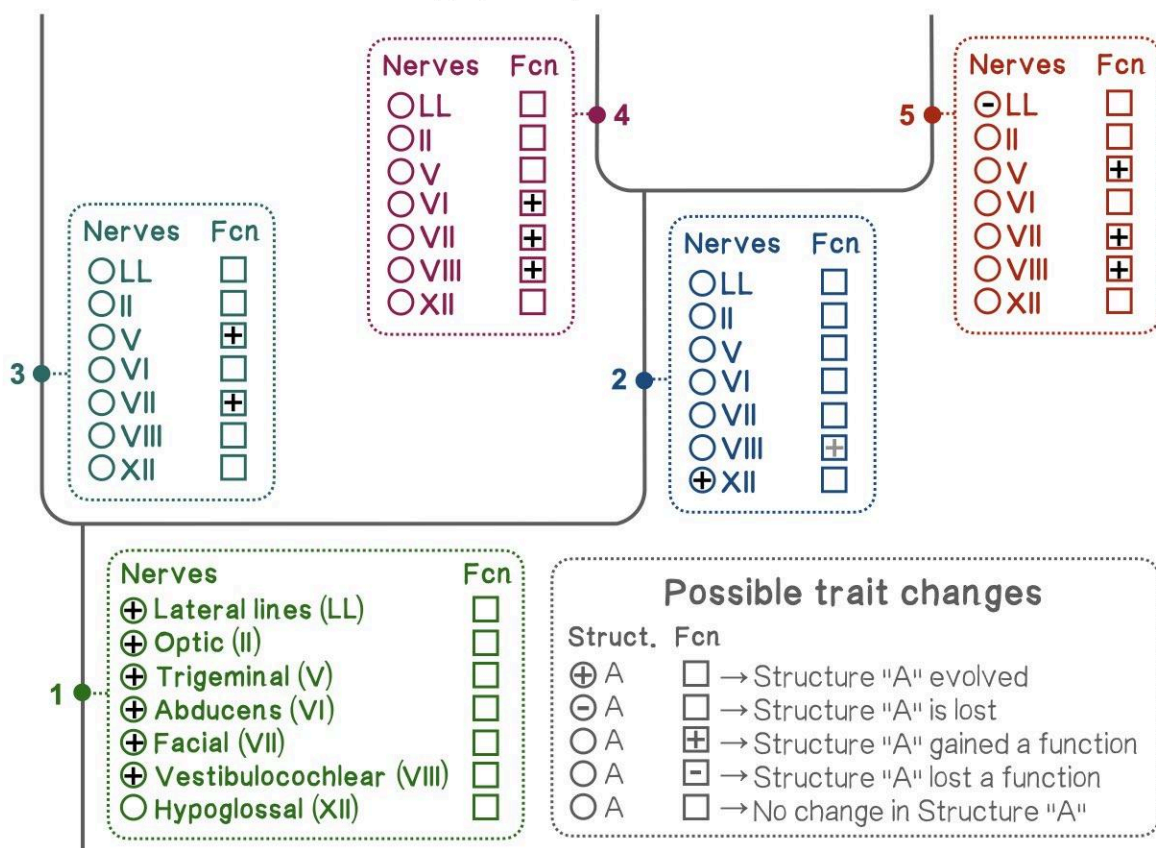 Nerves Fcn
LL
II
V
VI +
VII +
VIII +
XII
4
Nerves Fcn
- LL
II
V +
VI
VII +
VIII +
XII
5
Nerves Fcn
LL
II
V +
VI
VII +
VIII
XII
3
Nerves Fcn
LL
II
V
VI
VII
VIII +
+ XII
2
Nerves Fcn
+ Lateral lines (LL)
+ Optic (II)
+ Trigeminal (V)
+ Abducens (VI)
+ Facial (VII)
+ Vestibulocochlear (VIII)
Hypoglossal (XII)
1
Possible trait changes
Struct. Fcn
+ A → Structure "A" evolved
- A → Structure "A" is lost
A + → Structure "A" gained a function
A - → Structure "A" lost a function
A → No change in Structure "A"